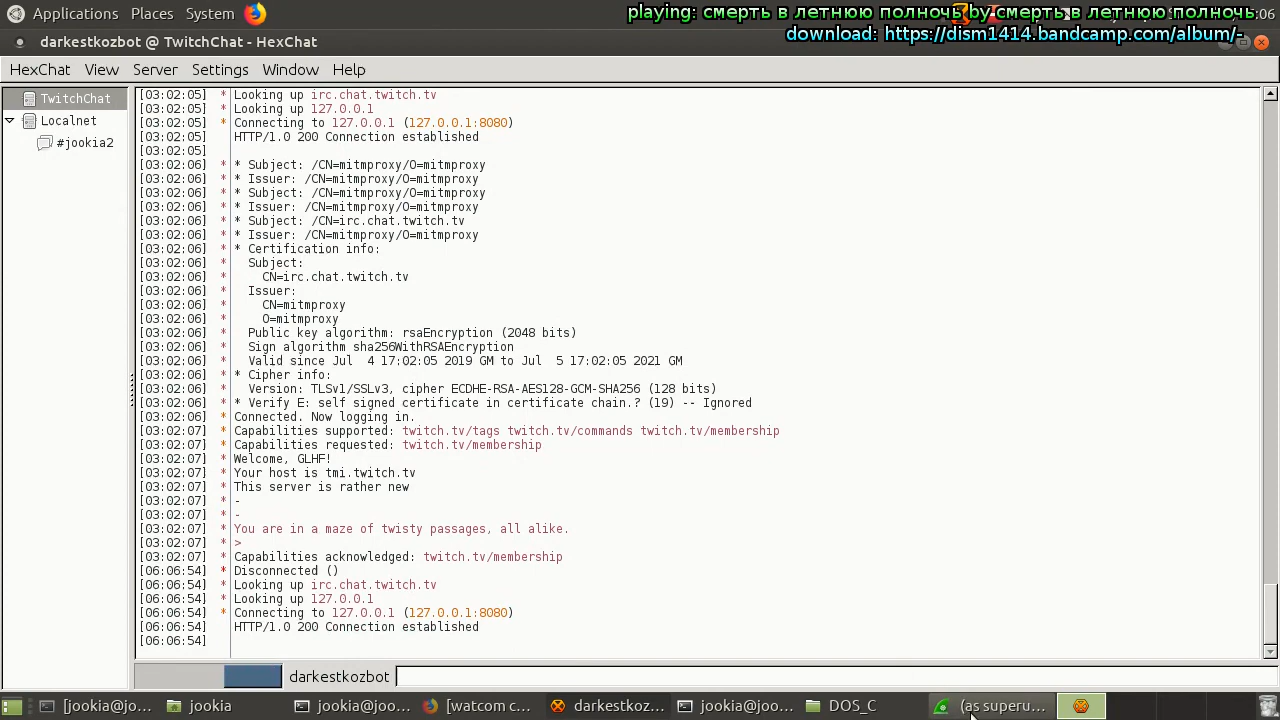 Applications Places System
playing: смерть в летнюю полночь by смерть в летнюю полночь
:06
download: https://dism1414.bandcamp.com/album/-
darkestkozbot @ TwitchChat - HexChat
HexChat View Server Settings Window Help
TwitchChat
Localnet
#jookia2
[03:02:05] * Looking up irc.chat.twitch.tv
[03:02:05] * Looking up 127.0.0.1
[03:02:05] * Connecting to 127.0.0.1 (127.0.0.1:8080)
[03:02:05] HTTP/1.0 200 Connection established
[03:02:05]
[03:02:06] * * Subject: /CN=mitmproxy/O=mitmproxy
[03:02:06] * * Issuer: /CN=mitmproxy/O=mitmproxy
[03:02:06] * * Subject: /CN=mitmproxy/O=mitmproxy
[03:02:06] * * Issuer: /CN=mitmproxy/O=mitmproxy
[03:02:06] * * Subject: /CN=irc.chat.twitch.tv
[03:02:06] * * Issuer: /CN=mitmproxy/O=mitmproxy
[03:02:06] * * Certification info:
[03:02:06] * Subject:
[03:02:06] * CN=irc.chat.twitch.tv
[03:02:06] * Issuer:
[03:02:06] * CN=mitmproxy
[03:02:06] * O=mitmproxy
[03:02:06] * Public key algorithm: rsaEncryption (2048 bits)
[03:02:06] * Sign algorithm sha256WithRSAEncryption
[03:02:06] * Valid since Jul 4 17:02:05 2019 GM to Jul 5 17:02:05 2021 GM
[03:02:06] * * Cipher info:
[03:02:06] * Version: TLSv1/SSLv3, cipher ECDHE-RSA-AES128-GCM-SHA256 (128 bits)
[03:02:06] * * Verify E: self signed certificate in certificate chain.? (19) -- Ignored
[03:02:06] * Connected. Now logging in.
[03:02:07] * Capabilities supported: twitch.tv/tags twitch.tv/commands twitch.tv/membership
[03:02:07] * Capabilities requested: twitch.tv/membership
[03:02:07] * Welcome, GLHF!
[03:02:07] * Your host is tmi.twitch.tv
[03:02:07] * This server is rather new
[03:02:07] * -
[03:02:07] * -
[03:02:07] * You are in a maze of twisty passages, all alike.
[03:02:07] * >
[03:02:07] * Capabilities acknowledged: twitch.tv/membership
[06:06:54] * Disconnected ()
[06:06:54] * Looking up irc.chat.twitch.tv
[06:06:54] * Looking up 127.0.0.1
[06:06:54] * Connecting to 127.0.0.1 (127.0.0.1:8080)
[06:06:54] HTTP/1.0 200 Connection established
[06:06:54]
darkestkozbot
[jookia@jo... jookia jookia@jo... [watcom c... darkestkoz... jookia@jo... DOS_C (as superu...